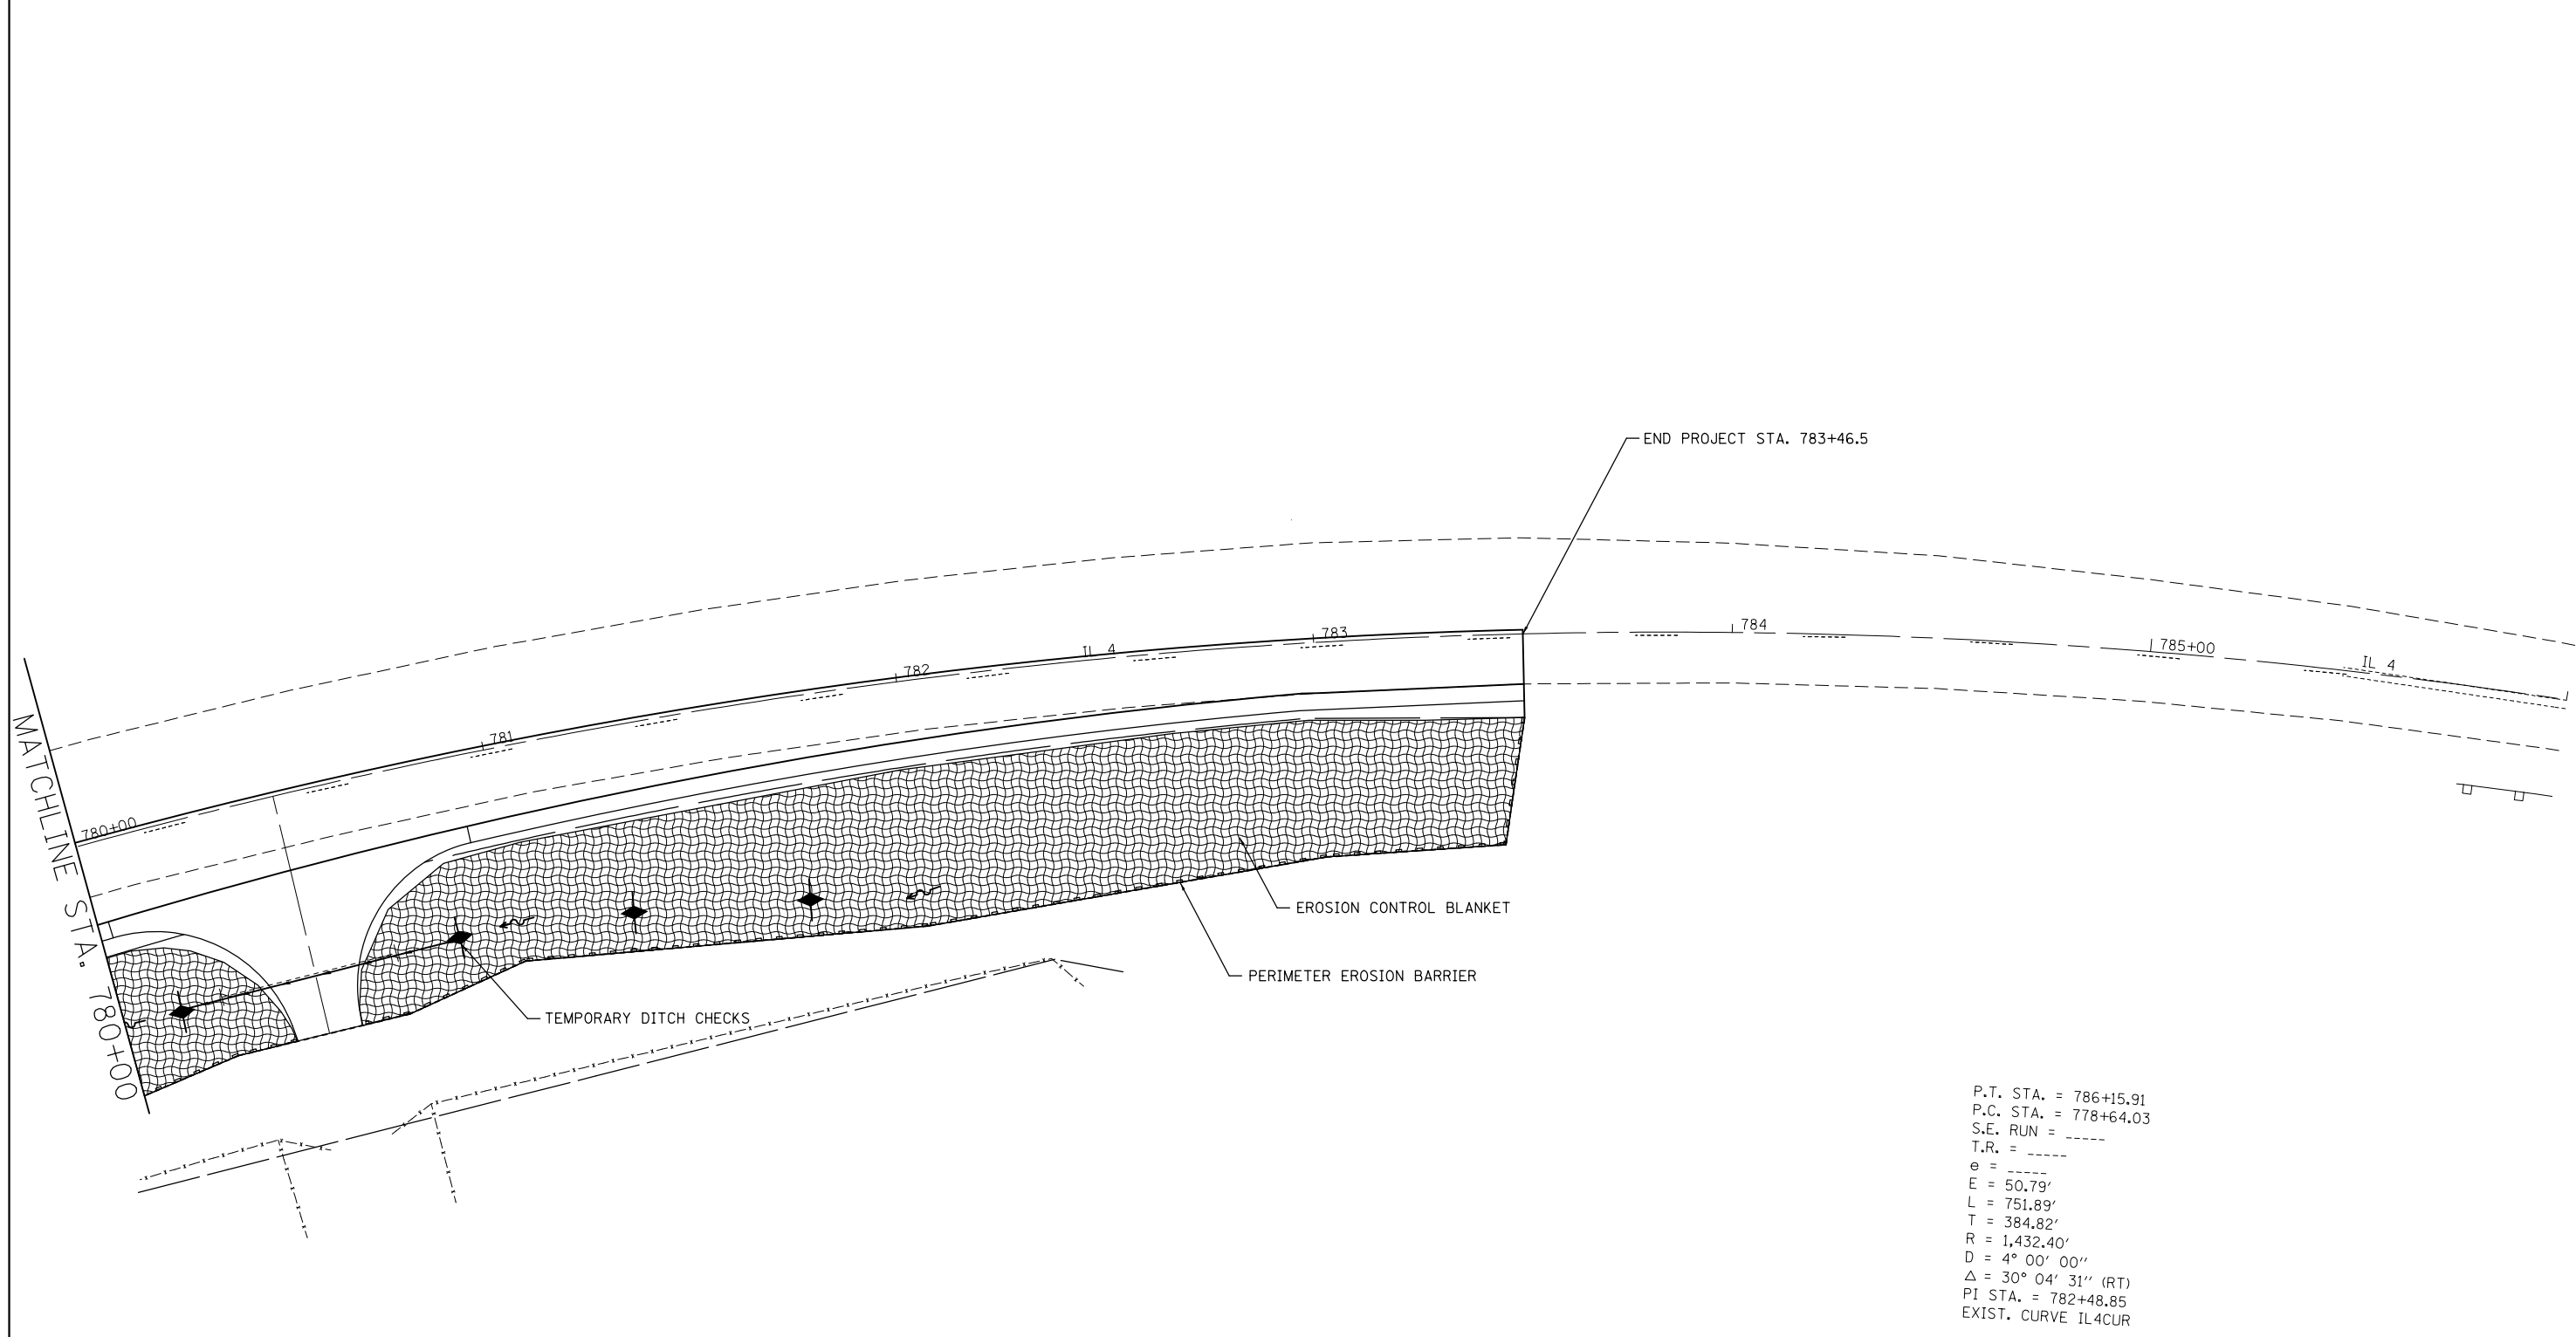 END PROJECT STA. 783+46.5
784
783
785+00
IL 4
IL 4
782
781
780+00
MATCHLINE STA. 780+00
EROSION CONTROL BLANKET
PERIMETER EROSION BARRIER
TEMPORARY DITCH CHECKS
P.T. STA. = 786+15.91
P.C. STA. = 778+64.03
S.E. RUN = _____
T.R. = _____
e = _____
E = 50.79'
L = 751.89'
T = 384.82'
R = 1,432.40'
D = 4° 00' 00''
Δ = 30° 04' 31'' (RT)
PI STA. = 782+48.85
EXIST. CURVE IL4CUR